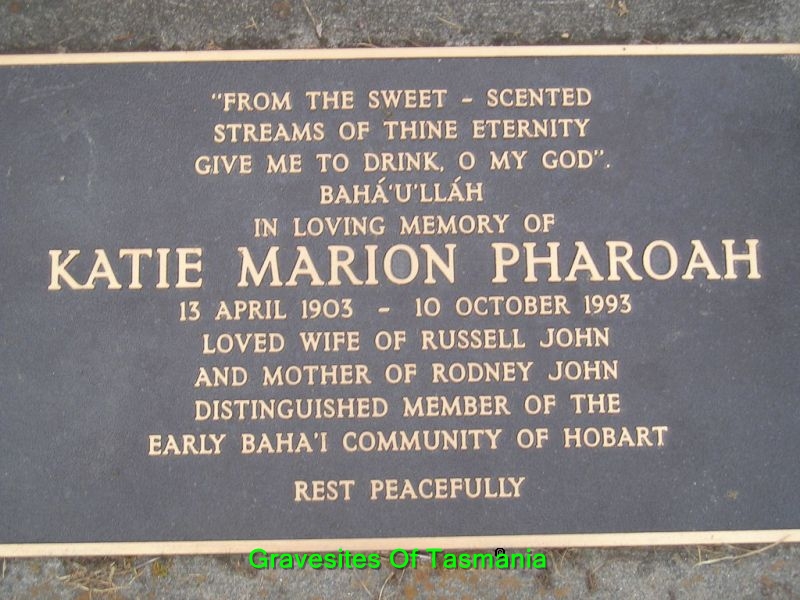 "FROM THE SWEET - SCENTED
STREAMS OF THINE ETERNITY
GIVE ME TO DRINK, O MY GOD".
BAHÁ'U'LLÁH
IN LOVING MEMORY OF
KATIE MARION PHAROAH
13 APRIL 1903 - 10 OCTOBER 1993
LOVED WIFE OF RUSSELL JOHN
AND MOTHER OF RODNEY JOHN
DISTINGUISHED MEMBER OF THE
EARLY BAHA'I COMMUNITY OF HOBART
REST PEACEFULLY
Gravesites Of Tasmania
©